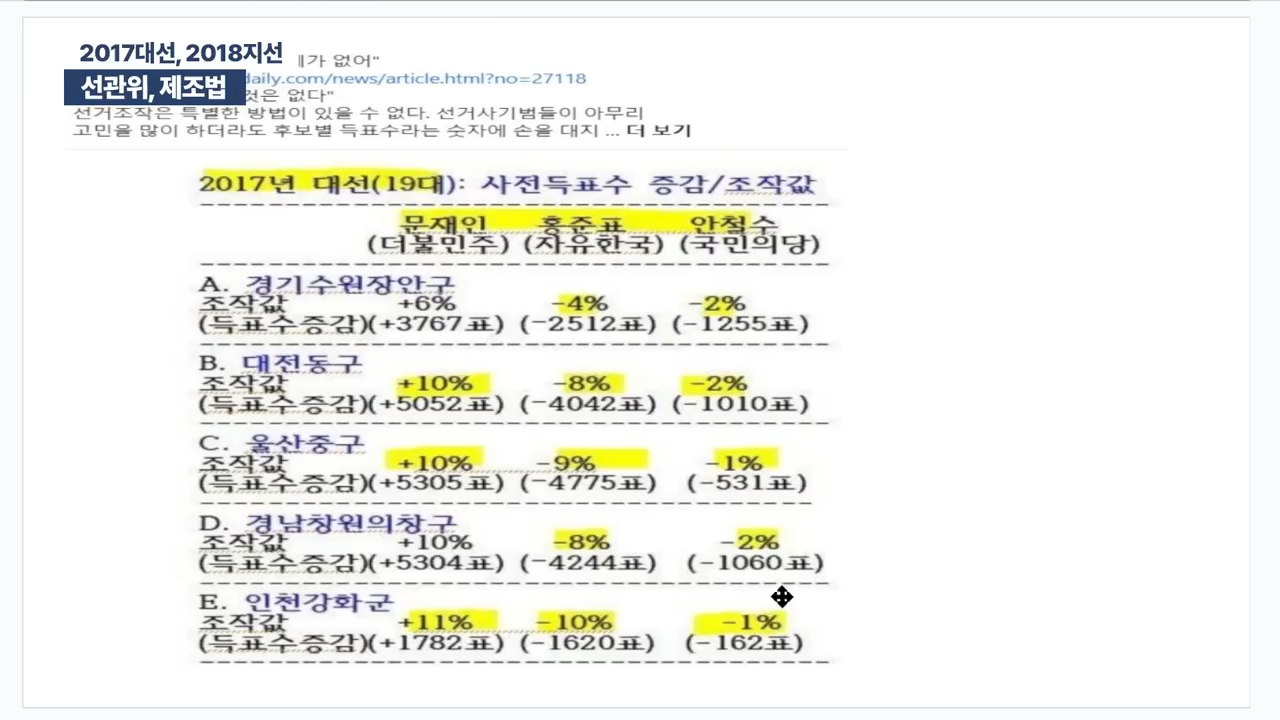 2017대선, 2018지선
가 없어"
선관위, 제조법
daily.com/news/article.html?no=27118
것은 없다"
선거조작은 특별한 방법이 있을 수 없다. 선거사기범들이 아무리
고민을 많이 하더라도 후보별 득표수라는 숫자에 손을 대지 ... 더 보기
2017년 대선(19대): 사전득표수 증감/조작값
문재인 홍준표 안철수
(더불민주) (자유한국) (국민의당)
A. 경기수원장안구
조작값 +6% -4% -2%
(득표수증감)(+3767표) (-2512표) (-1255표)
B. 대전동구
조작값 +10% -8% -2%
(득표수증감)(+5052표) (-4042표) (-1010표)
C. 울산중구
조작값 +10% -9% -1%
(득표수증감)(+5305표) (-4775표) (-531표)
D. 경남창원의창구
조작값 +10% -8% -2%
(득표수증감)(+5304표) (-4244표) (-1060표)
E. 인천강화군
조작값 +11% -10% -1%
(득표수증감)(+1782표) (-1620표) (-162표)